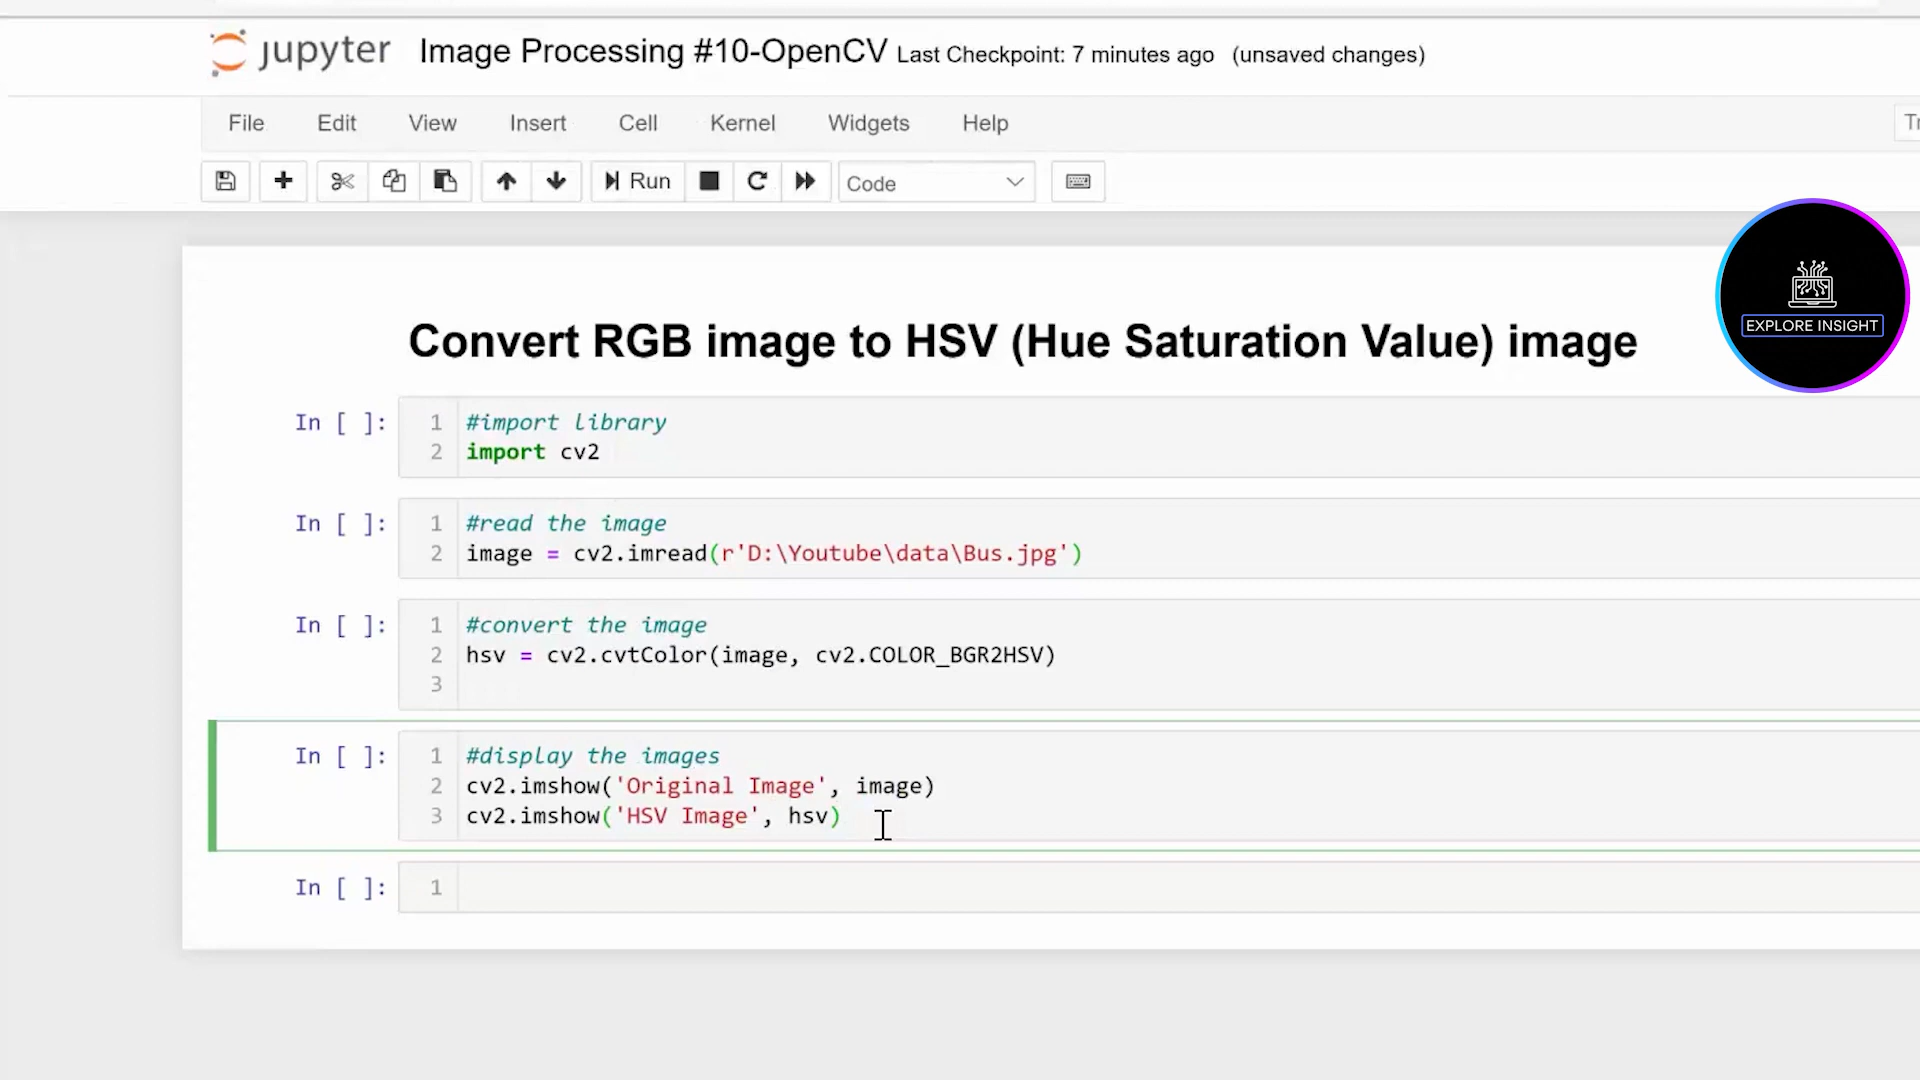 jupyter Image Processing #10-OpenCV Last Checkpoint: 7 minutes ago (unsaved changes)
File Edit View Insert Cell Kernel Widgets Help
Run Code
EXPLORE INSIGHT
Convert RGB image to HSV (Hue Saturation Value) image
In [ ]: 1 #import library
2 import cv2
In [ ]: 1 #read the image
2 image = cv2.imread(r'D:\Youtube\data\Bus.jpg')
In [ ]: 1 #convert the image
2 hsv = cv2.cvtColor(image, cv2.COLOR_BGR2HSV)
3
In [ ]: 1 #display the images
2 cv2.imshow('Original Image', image)
3 cv2.imshow('HSV Image', hsv)
In [ ]: 1